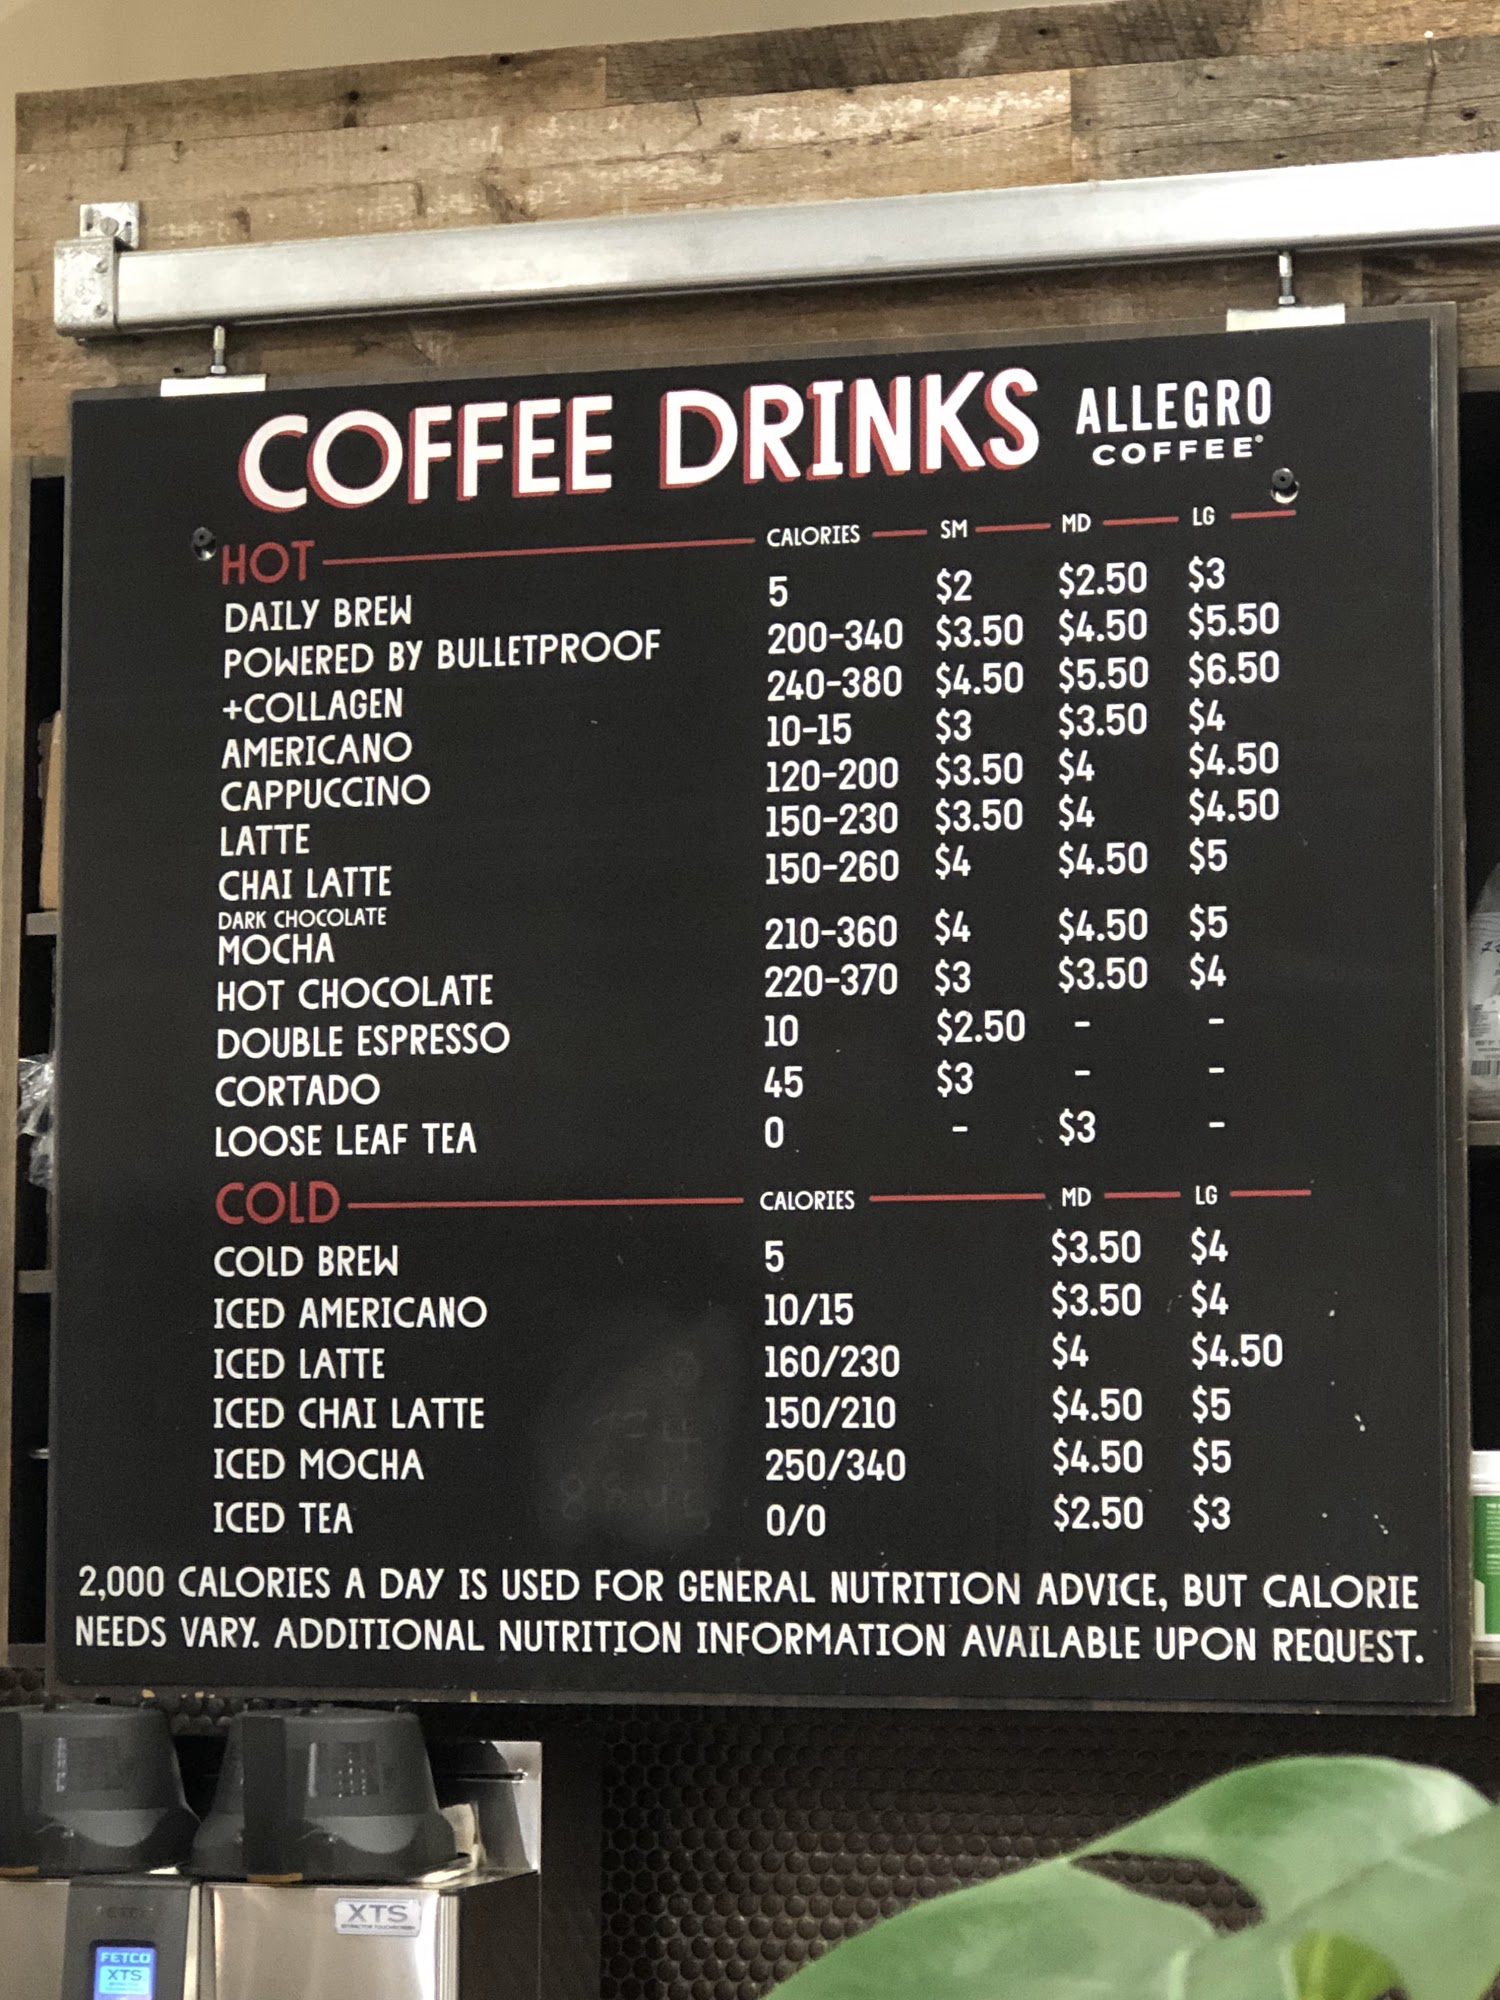 COFFEE DRINKS ALLEGRO
COFFEE®
HOT CALORIES SM MD LG
DAILY BREW 5 $2 $2.50 $3
POWERED BY BULLETPROOF 200-340 $3.50 $4.50 $5.50
+COLLAGEN 240-380 $4.50 $5.50 $6.50
AMERICANO 10-15 $3 $3.50 $4
CAPPUCCINO 120-200 $3.50 $4 $4.50
LATTE 150-230 $3.50 $4 $4.50
CHAI LATTE 150-260 $4 $4.50 $5
DARK CHOCOLATE
MOCHA 210-360 $4 $4.50 $5
HOT CHOCOLATE 220-370 $3 $3.50 $4
DOUBLE ESPRESSO 10 $2.50 - -
CORTADO 45 $3 - -
LOOSE LEAF TEA 0 - $3 -
COLD CALORIES MD LG
COLD BREW 5 $3.50 $4
ICED AMERICANO 10/15 $3.50 $4
ICED LATTE 160/230 $4 $4.50
ICED CHAI LATTE 150/210 $4.50 $5
ICED MOCHA 250/340 $4.50 $5
ICED TEA 0/0 $2.50 $3
2,000 CALORIES A DAY IS USED FOR GENERAL NUTRITION ADVICE, BUT CALORIE
NEEDS VARY. ADDITIONAL NUTRITION INFORMATION AVAILABLE UPON REQUEST.
XTS
FETCO
XTS